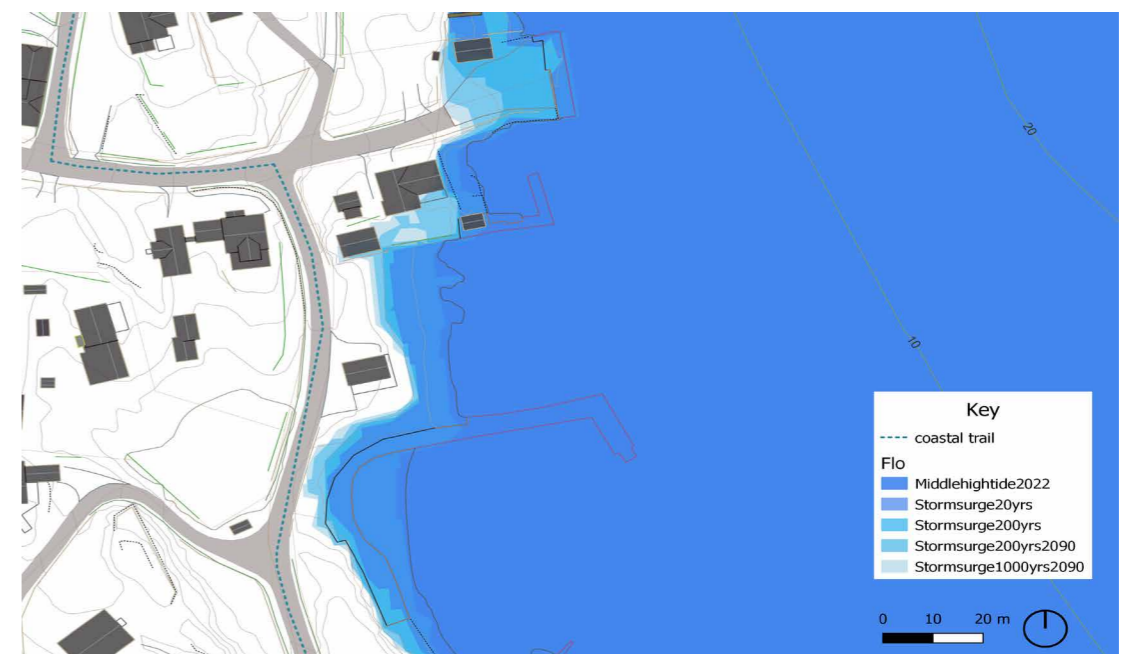 20
10
Key
coastal trail
Flo
Middlehightide2022
Stormsurge20yrs
Stormsurge200yrs
Stormsurge200yrs2090
Stormsurge1000yrs2090
0 10 20 m